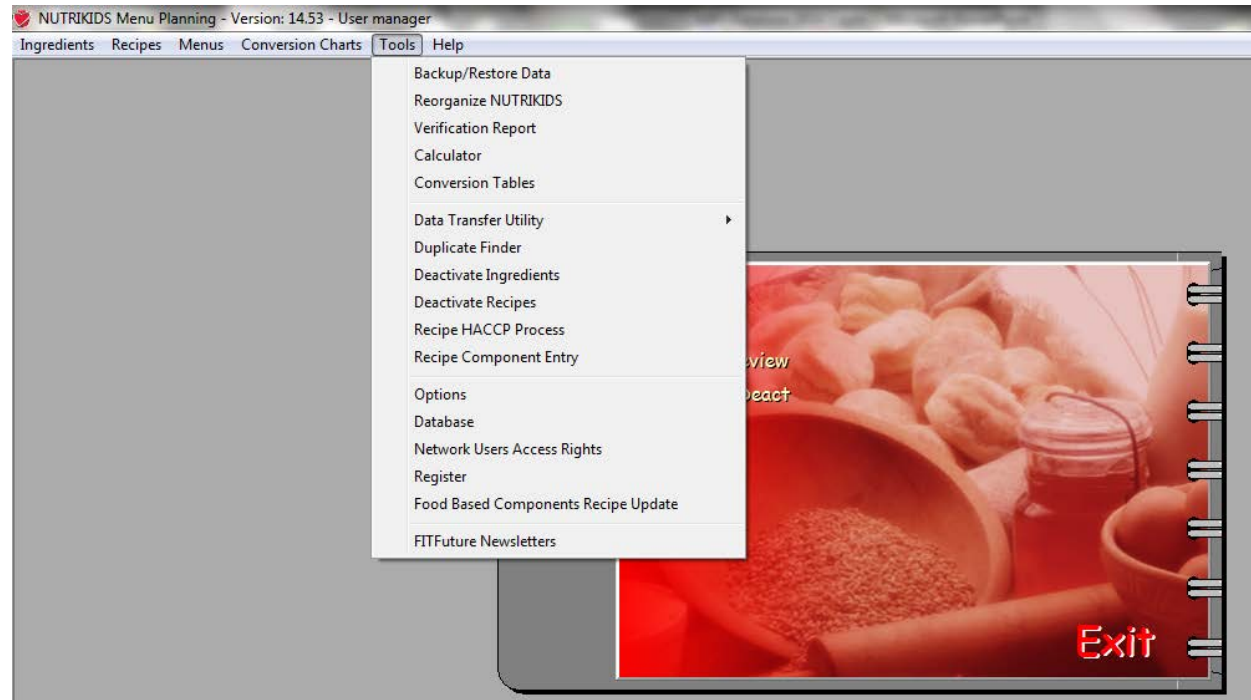 NUTRIKIDS Menu Planning - Version: 14.53 - User manager
Ingredients Recipes Menus Conversion Charts Tools Help
Backup/Restore Data
Reorganize NUTRIKIDS
Verification Report
Calculator
Conversion Tables
Data Transfer Utility
Duplicate Finder
Deactivate Ingredients
Deactivate Recipes
Recipe HACCP Process
Recipe Component Entry
Options
Database
Network Users Access Rights
Register
Food Based Components Recipe Update
FITFuture Newsletters
Exit